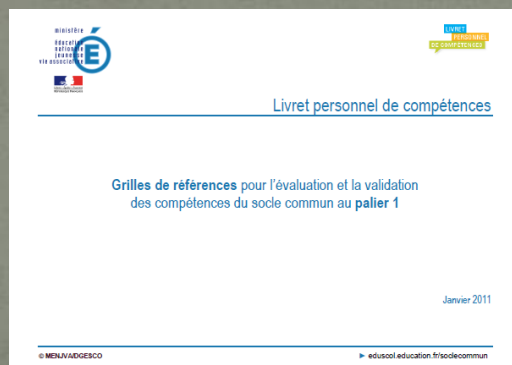 ministère
éducation
nationale
jeunesse
vie associative
LIVRET
PERSONNEL
DE COMPÉTENCES
Livret personnel de compétences
Grilles de références pour l'évaluation et la validation
des compétences du socle commun au palier 1
Janvier 2011
© MENJVA/DGESCO
► eduscol.education.fr/soclecommun